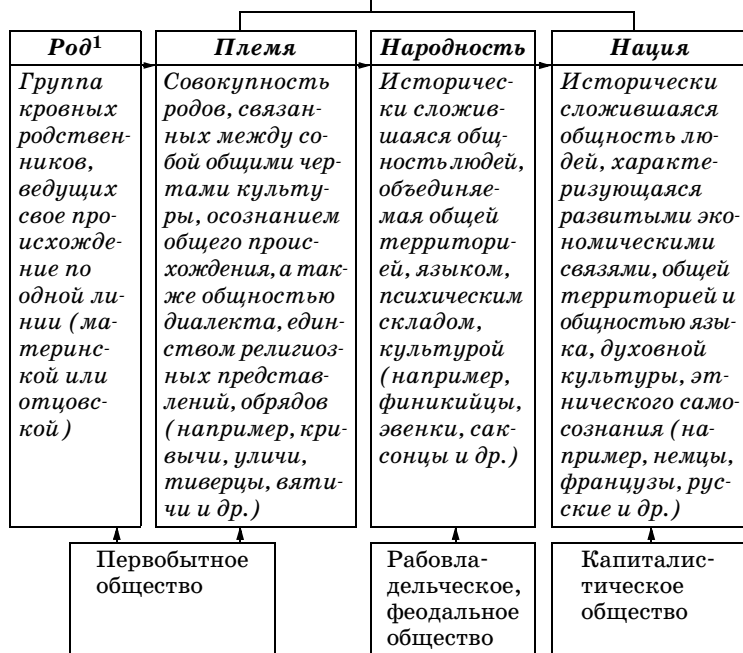 Род1
Группа
кровных
родствен-
ников,
ведущих
свое про-
исхожде-
ние по
одной ли-
нии (ма-
теринс-
кой или
отцовс-
кой)
Племя
Совокупность
родов, связан-
ных между со-
бой общими чер-
тами культу-
ры, осознанием
общего проис-
хождения, а так-
же общностью
диалекта, един-
ством религиоз-
ных представ-
лений, обрядов
(например, кри-
вычи, уличи,
тиверцы, вяти-
чи и др.)
Народность
Историчес-
ки сложив-
шаяся общ-
ность людей,
объединяе-
мая общей
территори-
ей, языком,
психическим
складом,
культурой
(например,
финикийцы,
эвенки, сак-
сонцы и др.)
Нация
Исторически
сложившаяся
общность лю-
дей, характе-
ризующаяся
развитыми эко-
номическими
связями, общей
территорией и
общностью язы-
ка, духовной
культуры, эт-
нического само-
сознания (на-
пример, немцы,
французы, рус-
ские и др.)
Первобытное
общество
Рабовла-
дельческое,
феодальное
общество
Капиталис-
тическое
общество